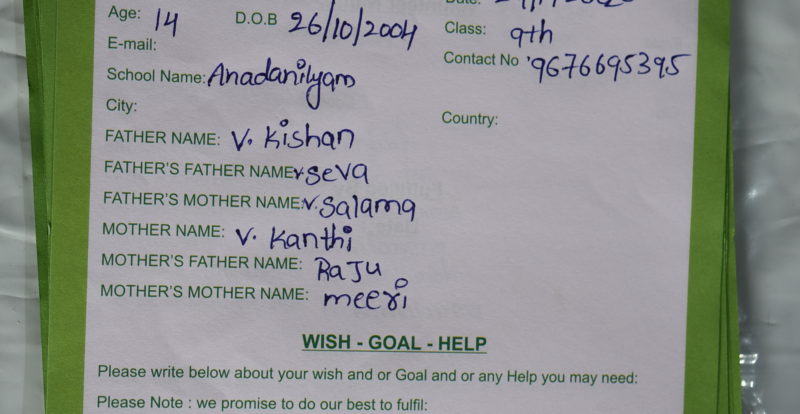 Age: 14 D.O.B 26/10/2004 Class: 9th
E-mail: Contact No 9676695395
School Name: Anadanilyam
City: Country:
FATHER NAME: V. Kishan
FATHER'S FATHER NAME: V Seva
FATHER'S MOTHER NAME: V. Salama
MOTHER NAME: V. Kanthi
MOTHER'S FATHER NAME: RaJu
MOTHER'S MOTHER NAME: meeri
WISH - GOAL - HELP
Please write below about your wish and or Goal and or any Help you may need:
Please Note : we promise to do our best to fulfil: